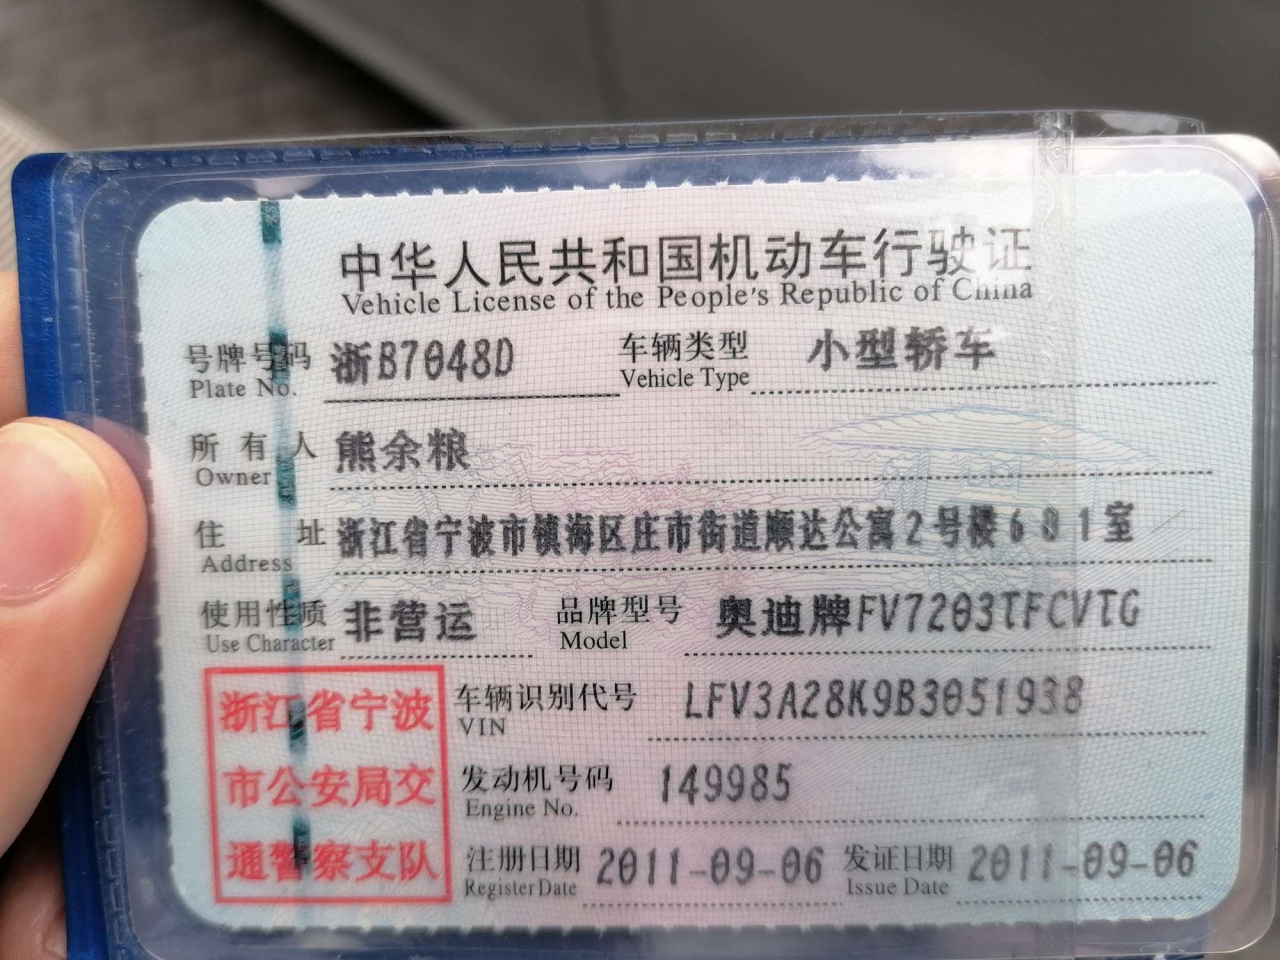 中华人民共和国机动车行驶证
Vehicle License of the People's Republic of China
号牌号码 浙B7048D 车辆类型 小型轿车
Plate No. Vehicle Type
所有人 熊余粮
Owner
住址 浙江省宁波市镇海区庄市街道顺达公寓2号楼601室
Address
使用性质 非营运 品牌型号 奥迪牌FV7203TFCVTG
Use Character Model
浙江省宁波
市公安局交
通警察支队
车辆识别代号 LFV3A28K9B3051938
VIN
发动机号码 149985
Engine No.
注册日期 2011-09-06 发证日期 2011-09-06
Register Date Issue Date